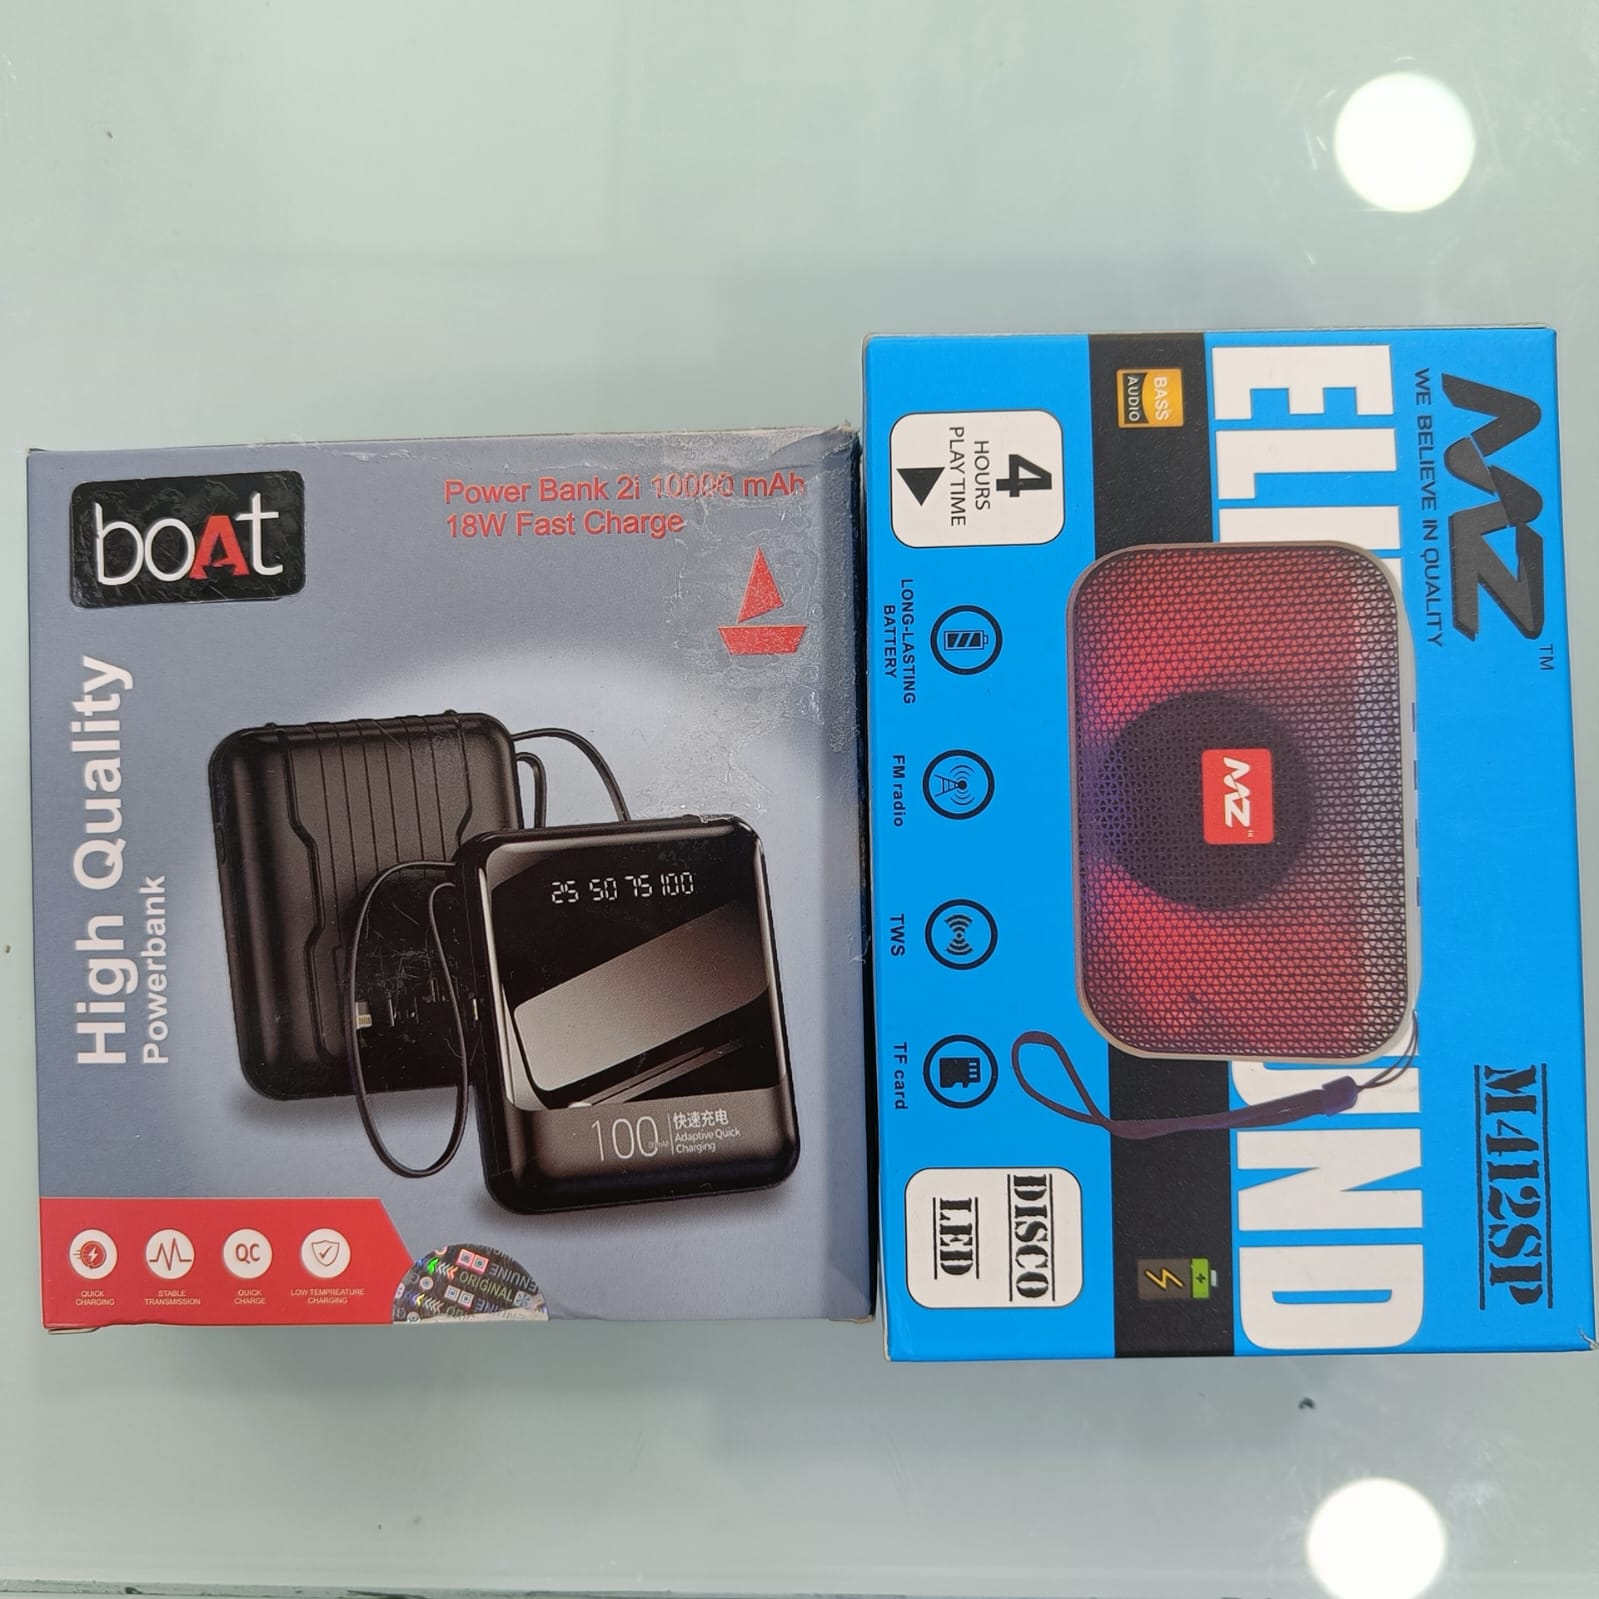 boAt
Power Bank 2i 10000 mAh
18W Fast Charge
High Quality
Powerbank
25 50 75 100
100
快速充电
Adaptive Quick
Charging
QUICK
CHARGING
STABLE
TRANSMISSION
QC
QUICK
CHARGE
LOW TEMPREATURE
CHARGING
ORIGINAL
MZ TM
WE BELIEVE IN QUALITY
M412SP
BASS
AUDIO
4
HOURS
PLAYTIME
LONG-LASTING
BATTERY
FM radio
TWS
TF card
DISCO
LED
MZ